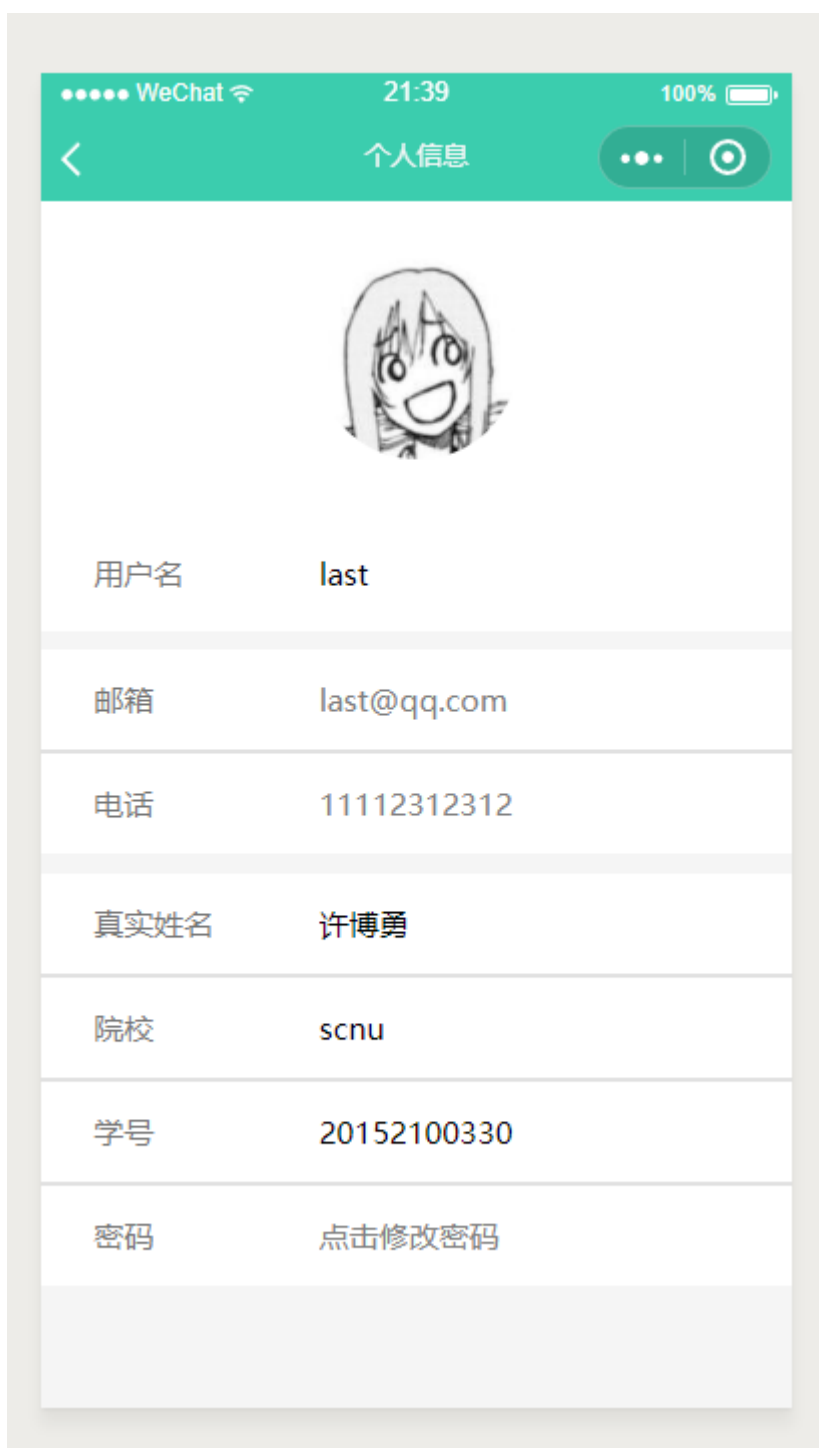 ●●●●● WeChat 21:39 100%
个人信息
用户名 last
邮箱 last@qq.com
电话 11112312312
真实姓名 许博勇
院校 scnu
学号 20152100330
密码 点击修改密码